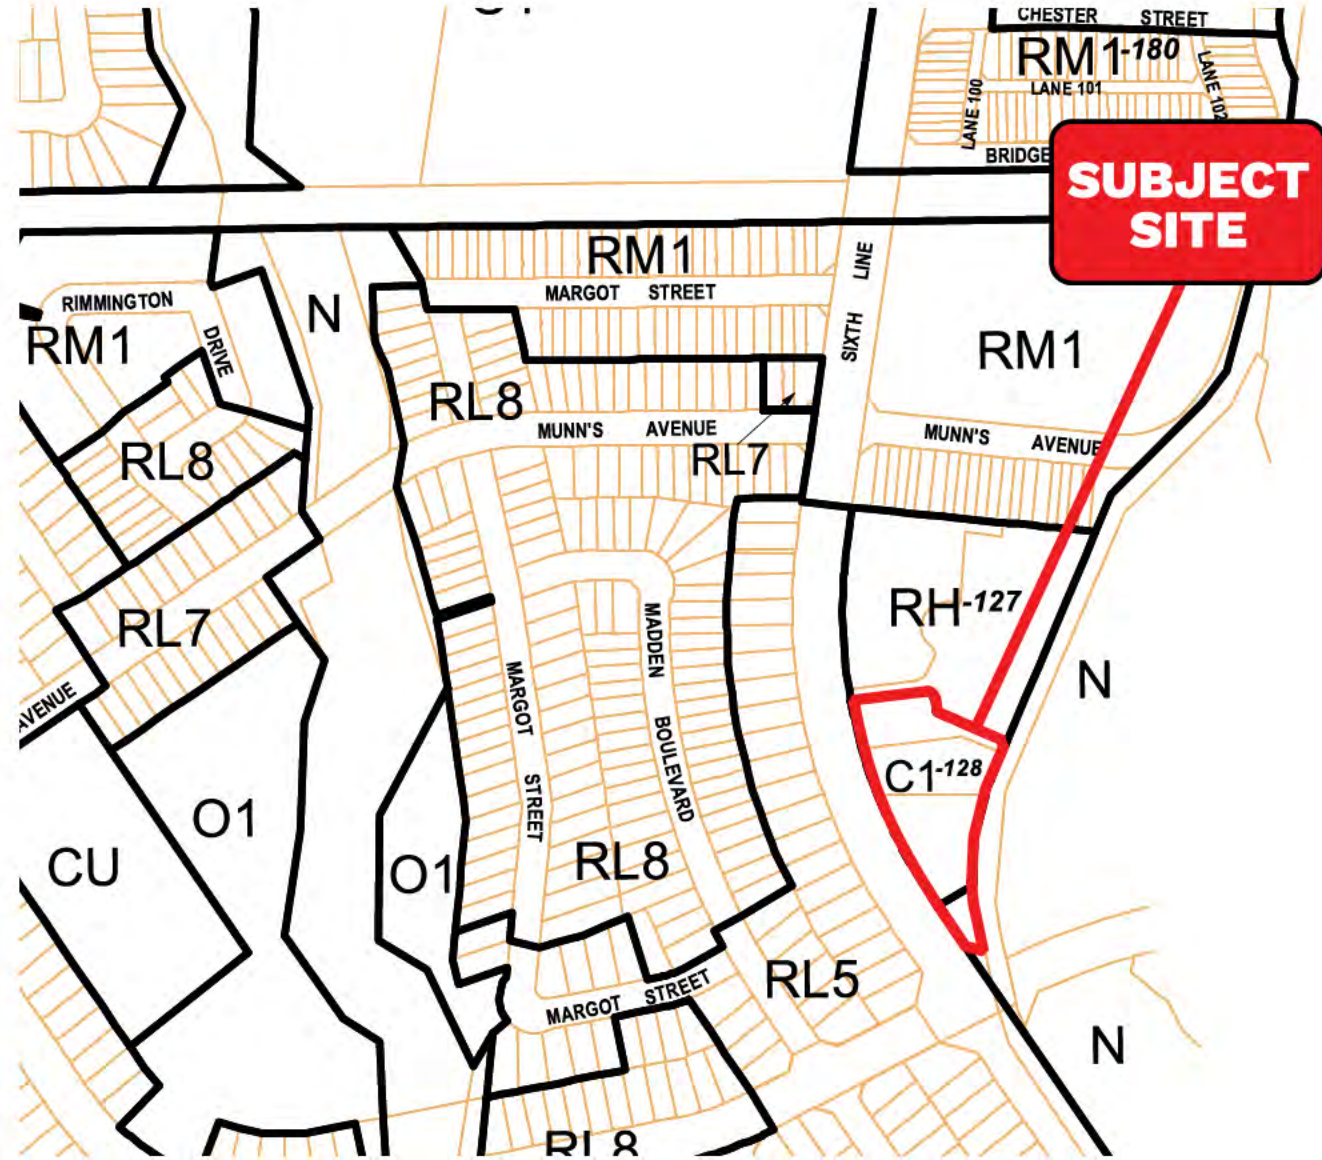 CHESTER STREET
RM1-180
LANE 101
LANE 100
LANE 102
BRIDGE
SUBJECT
SITE
RM1
MARGOT STREET
SIXTH LINE
N
RIMMINGTON
DRIVE
RM1
RM1
RL8
MUNN'S AVENUE
RL7
MUNN'S AVENUE
RL8
RL7
AVENUE
RH-127
MADDEN
BOULEVARD
MARGOT
STREET
N
C1-128
O1
O1
CU
RL8
RL5
MARGOT STREET
N
RL8